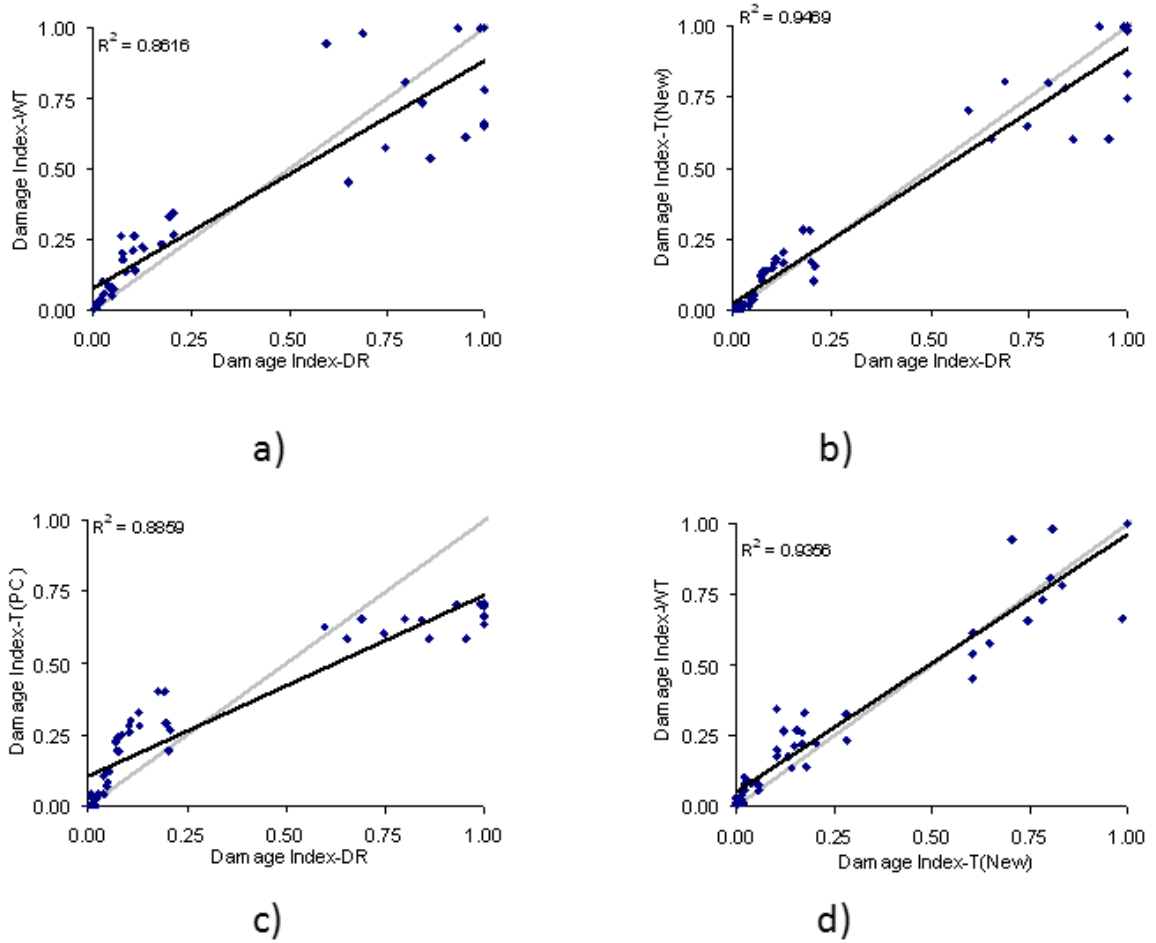 R² = 0.8616
1.00
0.75
0.50
0.25
0.00
Damage Index-WT
0.00 0.25 0.50 0.75 1.00
Damage Index-DR
a)
R² = 0.9469
1.00
0.75
0.50
0.25
0.00
Damage Index-T(New)
0.00 0.25 0.50 0.75 1.00
Damage Index-DR
b)
R² = 0.8859
1.00
0.75
0.50
0.25
0.00
Damage Index-T(PC)
0.00 0.25 0.50 0.75 1.00
Damage Index-DR
c)
R² = 0.9356
1.00
0.75
0.50
0.25
0.00
Damage Index-WT
0.00 0.25 0.50 0.75 1.00
Damage Index-T(New)
d)